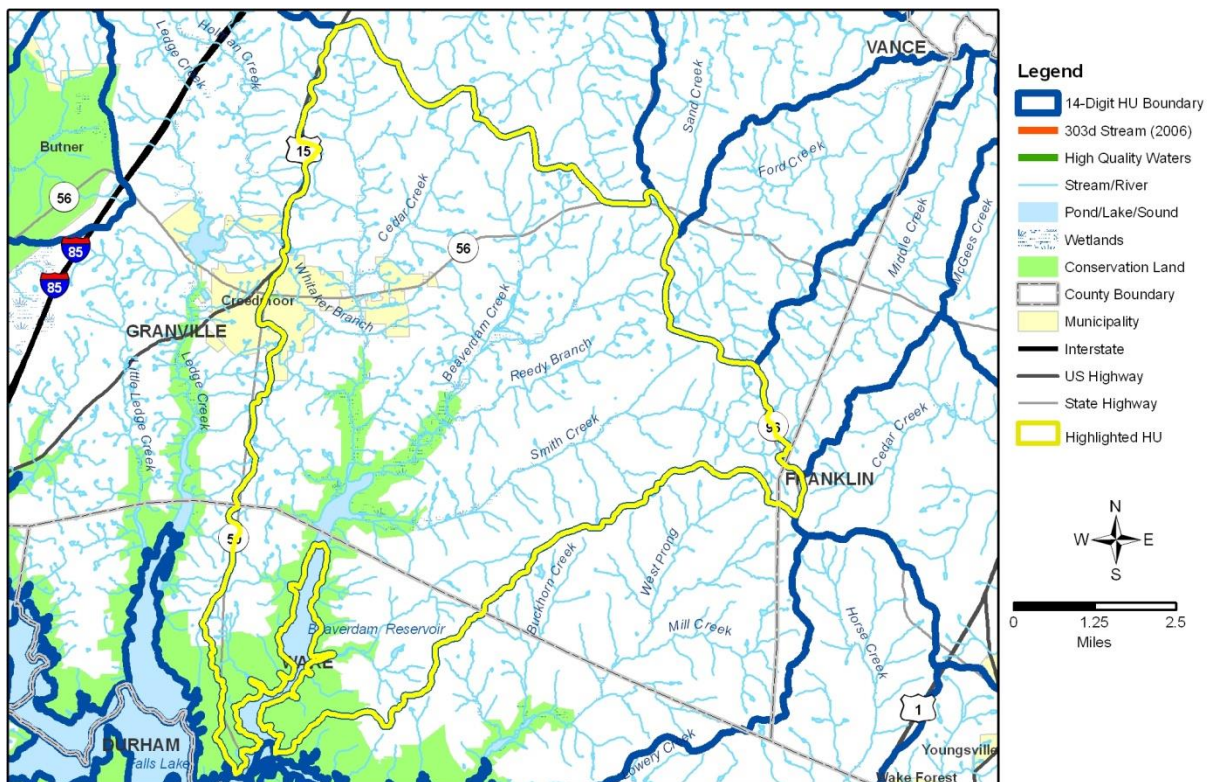 VANCE
Holman Creek
Ledge Creek
Sand Creek
Butner
15
Ford Creek
56
Cedar Creek
Middle Creek
McGees Creek
56
85
85
Creedmoor
Whitaker Branch
GRANVILLE
Beaverdam Creek
Reedy Branch
Little Ledge Creek
Ledge Creek
Smith Creek
96
Cedar Creek
FRANKLIN
50
West Prong
Buckhorn Creek
Beaverdam Reservoir
Mill Creek
Horse Creek
WAKE
1
DURHAM
Falls Lake
Lowery Creek
Youngsville
Wake Forest
Legend
14-Digit HU Boundary
303d Stream (2006)
High Quality Waters
Stream/River
Pond/Lake/Sound
Wetlands
Conservation Land
County Boundary
Municipality
Interstate
US Highway
State Highway
Highlighted HU
N
W E
S
0 1.25 2.5
Miles